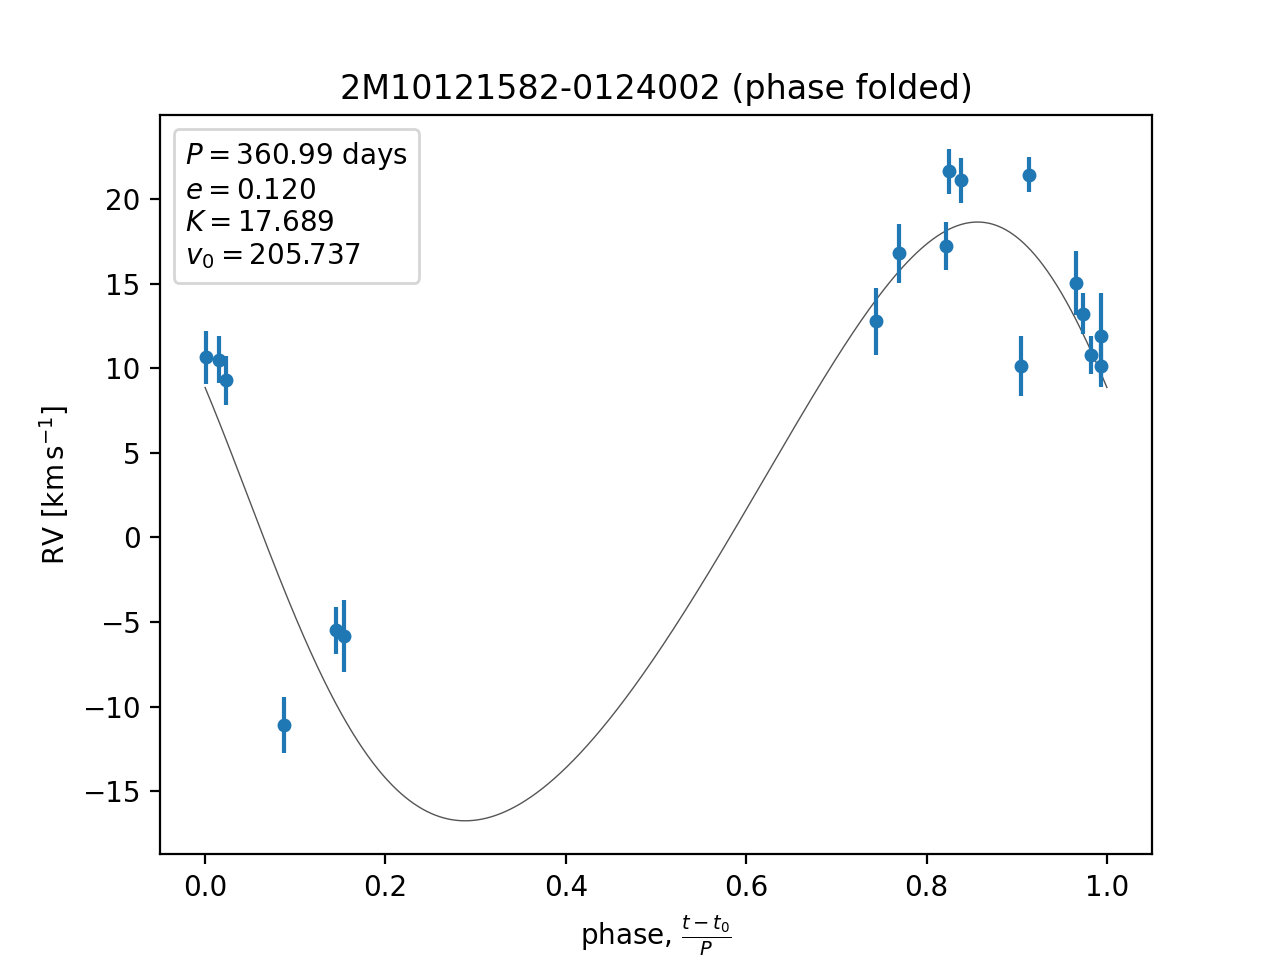 2M10121582-0124002 (phase folded)
P = 360.99 days
e = 0.120
K = 17.689
v₀ = 205.737
20
15
10
5
0
−5
−10
−15
RV [km s⁻¹]
0.0 0.2 0.4 0.6 0.8 1.0
phase, (t − t₀)/P